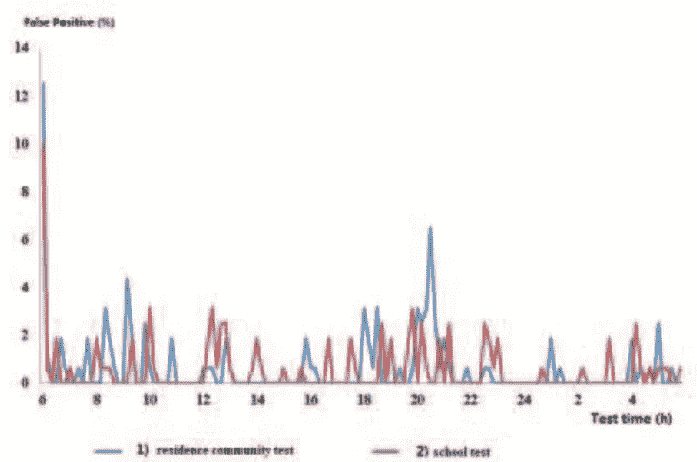 False Positive (%)
14
12
10
8
6
4
2
0
6 8 10 12 14 16 18 20 22 24 2 4
Test time (h)
1) residence community test 2) school test